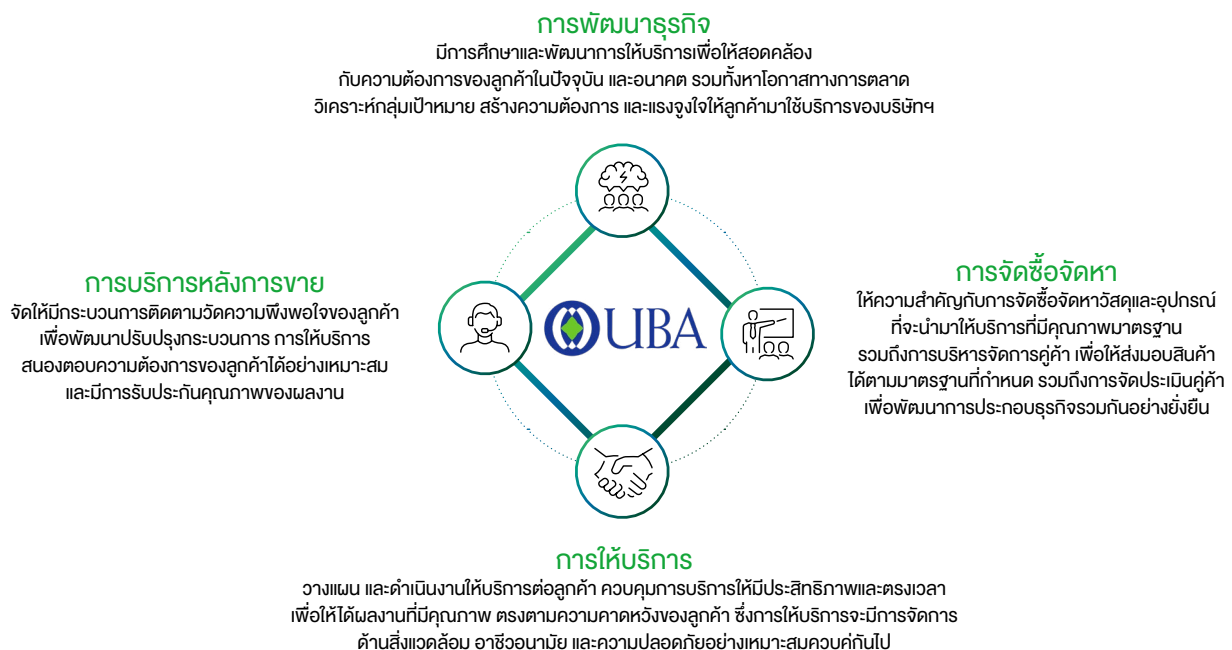 การพัฒนาธุรกิจ
มีการศึกษาและพัฒนาการให้บริการเพื่อให้สอดคล้อง
กับความต้องการของลูกค้าในปัจจุบัน และอนาคต รวมทั้งหาโอกาสทางการตลาด
วิเคราะห์กลุ่มเป้าหมาย สร้างความต้องการ และแรงจูงใจให้ลูกค้ามาใช้บริการของบริษัทฯ
การบริการหลังการขาย
จัดให้มีกระบวนการติดตามวัดความพึงพอใจของลูกค้า
เพื่อพัฒนาปรับปรุงกระบวนการ การให้บริการ
สนองตอบความต้องการของลูกค้าได้อย่างเหมาะสม
และมีการรับประกันคุณภาพของผลงาน
UBA
การจัดซื้อจัดหา
ให้ความสำคัญกับการจัดซื้อจัดหาวัสดุและอุปกรณ์
ที่จะนำมาให้บริการที่มีคุณภาพมาตรฐาน
รวมถึงการบริหารจัดการคู่ค้า เพื่อให้ส่งมอบสินค้า
ได้ตามมาตรฐานที่กำหนด รวมถึงการจัดประเมินคู่ค้า
เพื่อพัฒนาการประกอบธุรกิจรวมกันอย่างยั่งยืน
การให้บริการ
วางแผน และดำเนินงานให้บริการต่อลูกค้า ควบคุมการบริการให้มีประสิทธิภาพและตรงเวลา
เพื่อให้ได้ผลงานที่มีคุณภาพ ตรงตามความคาดหวังของลูกค้า ซึ่งการให้บริการจะมีการจัดการ
ด้านสิ่งแวดล้อม อาชีวอนามัย และความปลอดภัยอย่างเหมาะสมควบคู่กันไป